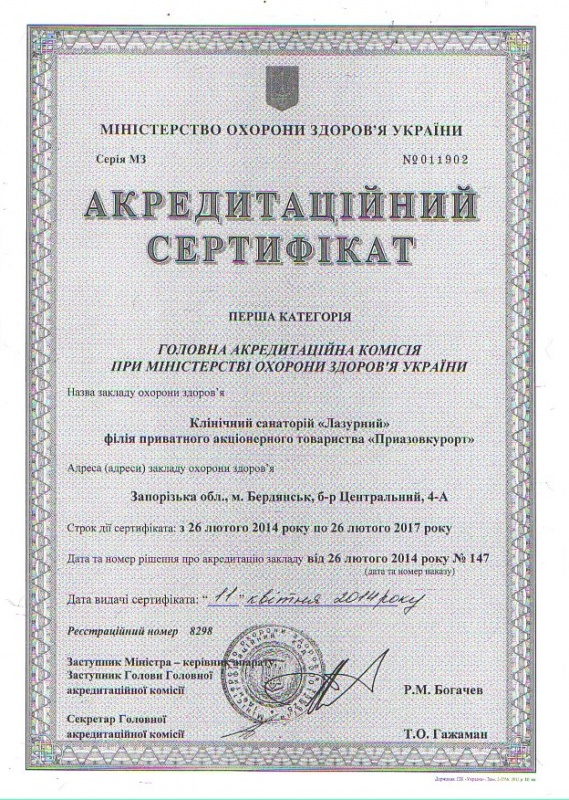 МІНІСТЕРСТВО ОХОРОНИ ЗДОРОВ'Я УКРАЇНИ
Серія МЗ №011902
АКРЕДИТАЦІЙНИЙ
СЕРТИФІКАТ
ПЕРША КАТЕГОРІЯ
ГОЛОВНА АКРЕДИТАЦІЙНА КОМІСІЯ
ПРИ МІНІСТЕРСТВІ ОХОРОНИ ЗДОРОВ'Я УКРАЇНИ
Назва закладу охорони здоров'я
Клінічний санаторій «Лазурний»
філія приватного акціонерного товариства «Приазовкурорт»
Адреса (адреси) закладу охорони здоров'я
Запорізька обл., м. Бердянськ, б-р Центральний, 4-А
Строк дії сертифіката: з 26 лютого 2014 року по 26 лютого 2017 року
Дата та номер рішення про акредитацію закладу від 26 лютого 2014 року № 147
(дата та номер наказу)
Дата видачі сертифіката: " 11 " квітня 2014 року
Реєстраційний номер 8298
Заступник Міністра – керівник апарату,
Заступник Голови Головної
акредитаційної комісії Р.М. Богачев
Секретар Головної
акредитаційної комісії Т.О. Гажаман